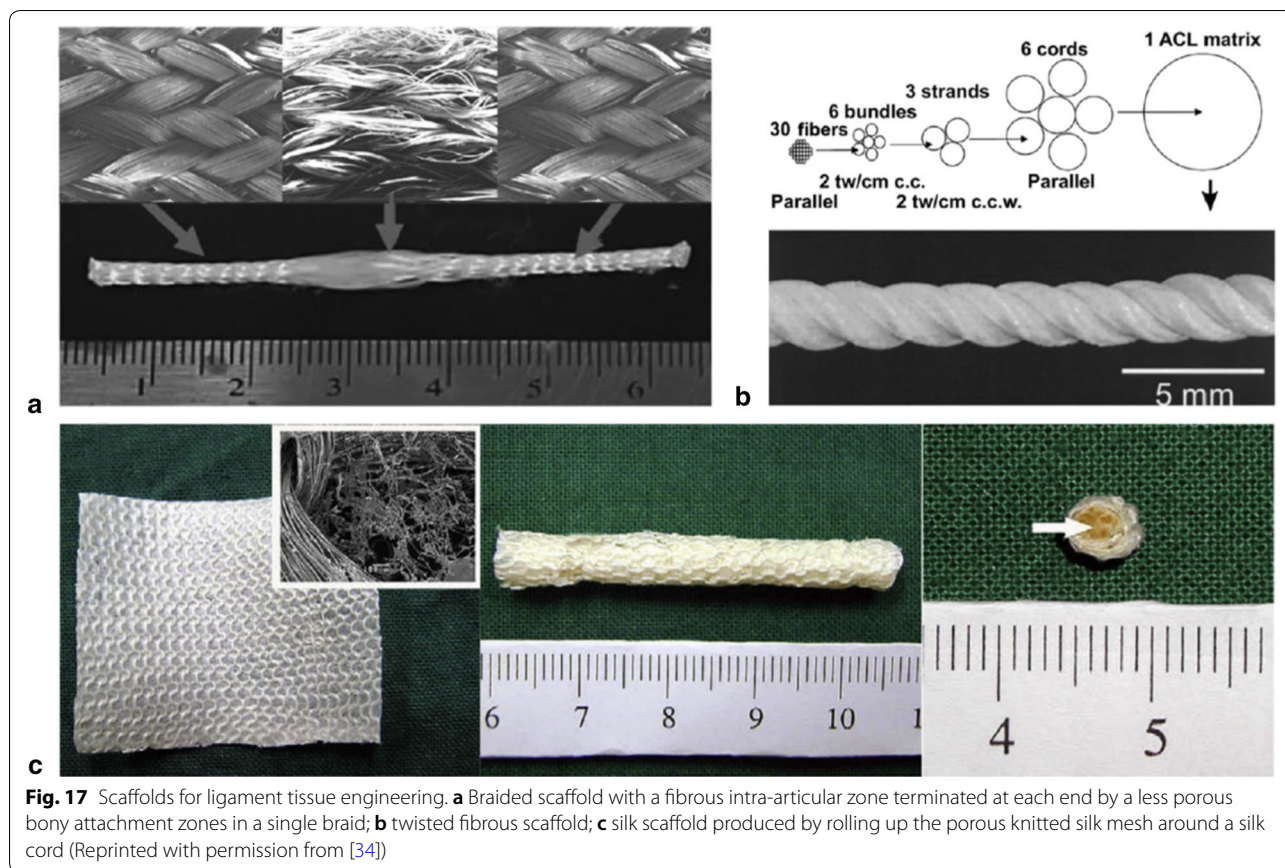 1 2 3 4 5 6
a
1 ACL matrix
6 cords
3 strands
6 bundles
30 fibers
2 tw/cm c.c.
Parallel
Parallel
2 tw/cm c.c.w.
5 mm
b
6 7 8 9 10 1
4 5
c
Fig. 17 Scaffolds for ligament tissue engineering. a Braided scaffold with a fibrous intra-articular zone terminated at each end by a less porous
bony attachment zones in a single braid; b twisted fibrous scaffold; c silk scaffold produced by rolling up the porous knitted silk mesh around a silk
cord (Reprinted with permission from [34])